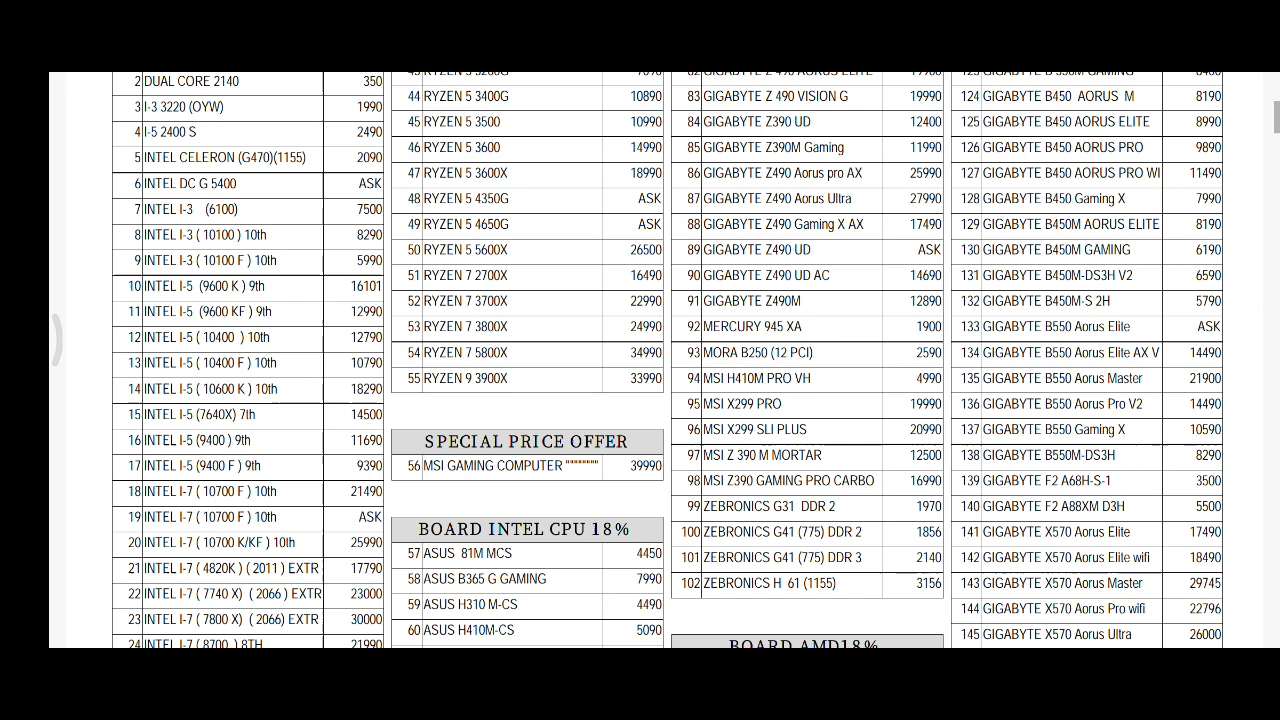 2 DUAL CORE 2140 350
3 I-3 3220 (OYW) 1990
4 I-5 2400 S 2490
5 INTEL CELERON (G470)(1155) 2090
6 INTEL DC G 5400 ASK
7 INTEL I-3 (6100) 7500
8 INTEL I-3 ( 10100 ) 10th 8290
9 INTEL I-3 ( 10100 F ) 10th 5990
10 INTEL I-5 (9600 K ) 9th 16101
11 INTEL I-5 (9600 KF ) 9th 12990
12 INTEL I-5 ( 10400 ) 10th 12790
13 INTEL I-5 ( 10400 F ) 10th 10790
14 INTEL I-5 ( 10600 K ) 10th 18290
15 INTEL I-5 (7640X) 7th 14500
16 INTEL I-5 (9400 ) 9th 11690
17 INTEL I-5 (9400 F ) 9th 9390
18 INTEL I-7 ( 10700 F ) 10th 21490
19 INTEL I-7 ( 10700 F ) 10th ASK
20 INTEL I-7 ( 10700 K/KF ) 10th 25990
21 INTEL I-7 ( 4820K ) ( 2011 ) EXTR 17790
22 INTEL I-7 ( 7740 X) ( 2066 ) EXTR 23000
23 INTEL I-7 ( 7800 X) ( 2066) EXTR 30000
24 INTEL I-7 ( 8700 ) 8TH 21990
44 RYZEN 5 3400G 10890
45 RYZEN 5 3500 10990
46 RYZEN 5 3600 14990
47 RYZEN 5 3600X 18990
48 RYZEN 5 4350G ASK
49 RYZEN 5 4650G ASK
50 RYZEN 5 5600X 26500
51 RYZEN 7 2700X 16490
52 RYZEN 7 3700X 22990
53 RYZEN 7 3800X 24990
54 RYZEN 7 5800X 34990
55 RYZEN 9 3900X 33990
SPECIAL PRICE OFFER
56 MSI GAMING COMPUTER """"""" 39990
BOARD INTEL CPU 18%
57 ASUS 81M MCS 4450
58 ASUS B365 G GAMING 7990
59 ASUS H310 M-CS 4490
60 ASUS H410M-CS 5090
82 GIGABYTE Z 490 AORUS ELITE
83 GIGABYTE Z 490 VISION G 19990
84 GIGABYTE Z390 UD 12400
85 GIGABYTE Z390M Gaming 11990
86 GIGABYTE Z490 Aorus pro AX 25990
87 GIGABYTE Z490 Aorus Ultra 27990
88 GIGABYTE Z490 Gaming X AX 17490
89 GIGABYTE Z490 UD ASK
90 GIGABYTE Z490 UD AC 14690
91 GIGABYTE Z490M 12890
92 MERCURY 945 XA 1900
93 MORA B250 (12 PCI) 2590
94 MSI H410M PRO VH 4990
95 MSI X299 PRO 19990
96 MSI X299 SLI PLUS 20990
97 MSI Z 390 M MORTAR 12500
98 MSI Z390 GAMING PRO CARBO 16990
99 ZEBRONICS G31 DDR 2 1970
100 ZEBRONICS G41 (775) DDR 2 1856
101 ZEBRONICS G41 (775) DDR 3 2140
102 ZEBRONICS H 61 (1155) 3156
BOARD AMD18%
124 GIGABYTE B450 AORUS M 8190
125 GIGABYTE B450 AORUS ELITE 8990
126 GIGABYTE B450 AORUS PRO 9890
127 GIGABYTE B450 AORUS PRO WI 11490
128 GIGABYTE B450 Gaming X 7990
129 GIGABYTE B450M AORUS ELITE 8190
130 GIGABYTE B450M GAMING 6190
131 GIGABYTE B450M-DS3H V2 6590
132 GIGABYTE B450M-S 2H 5790
133 GIGABYTE B550 Aorus Elite ASK
134 GIGABYTE B550 Aorus Elite AX V 14490
135 GIGABYTE B550 Aorus Master 21900
136 GIGABYTE B550 Aorus Pro V2 14490
137 GIGABYTE B550 Gaming X 10590
138 GIGABYTE B550M-DS3H 8290
139 GIGABYTE F2 A68H-S-1 3500
140 GIGABYTE F2 A88XM D3H 5500
141 GIGABYTE X570 Aorus Elite 17490
142 GIGABYTE X570 Aorus Elite wifi 18490
143 GIGABYTE X570 Aorus Master 29745
144 GIGABYTE X570 Aorus Pro wifi 22796
145 GIGABYTE X570 Aorus Ultra 26000